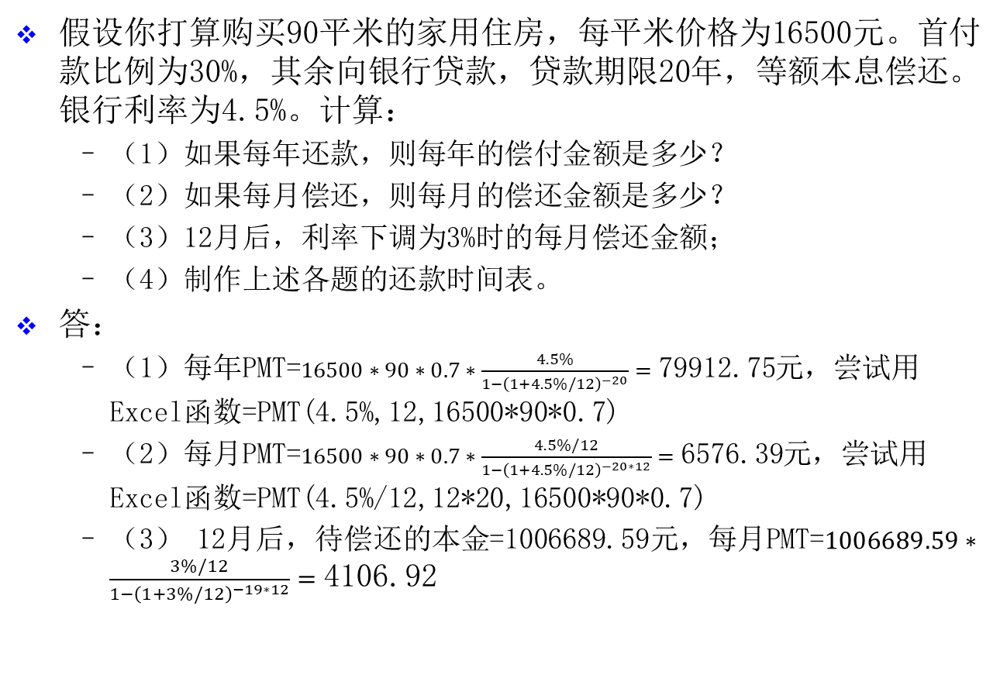 ❖ 假设你打算购买90平米的家用住房，每平米价格为16500元。首付
款比例为30%，其余向银行贷款，贷款期限20年，等额本息偿还。
银行利率为4.5%。计算：
– （1）如果每年还款，则每年的偿付金额是多少？
– （2）如果每月偿还，则每月的偿还金额是多少？
– （3）12月后，利率下调为3%时的每月偿还金额；
– （4）制作上述各题的还款时间表。
❖ 答：
– （1）每年PMT=16500 * 90 * 0.7 * 4.5%/(1−(1+4.5%/12)^−20) = 79912.75元，尝试用
Excel函数=PMT(4.5%,12,16500*90*0.7)
– （2）每月PMT=16500 * 90 * 0.7 * (4.5%/12)/(1−(1+4.5%/12)^−20*12) = 6576.39元，尝试用
Excel函数=PMT(4.5%/12,12*20,16500*90*0.7)
– （3） 12月后，待偿还的本金=1006689.59元，每月PMT=1006689.59 *
(3%/12)/(1−(1+3%/12)^−19*12) = 4106.92